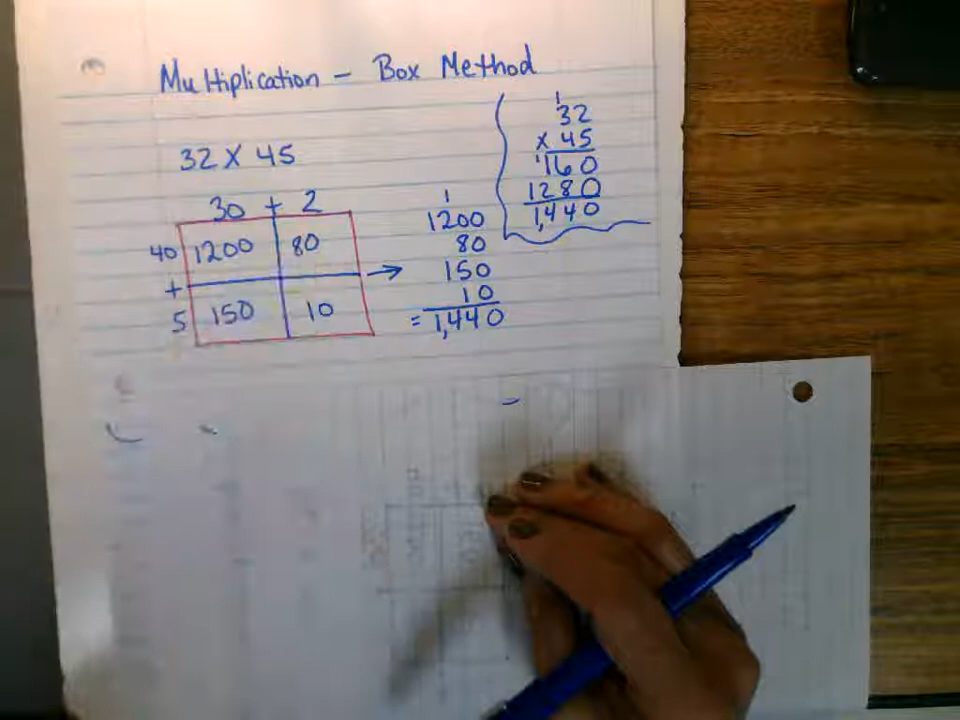 Multiplication - Box Method
32 X 45
30 + 2
40 1200 80
+
5 150 10
→
1
1200
80
150
10
= 1,440
1
32
x 45
1160
1280
1,440